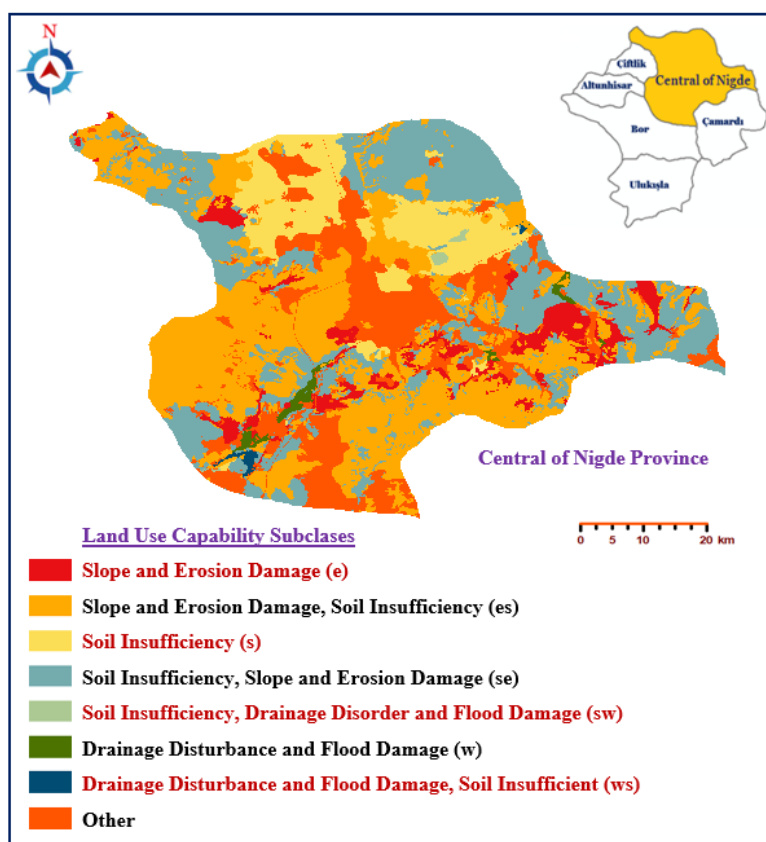 N
Çiftlik
Central of Nigde
Altunhisar
Bor
Çamardı
Ulukışla
Central of Nigde Province
Land Use Capability Subclases
0 5 10 20 km
Slope and Erosion Damage (e)
Slope and Erosion Damage, Soil Insufficiency (es)
Soil Insufficiency (s)
Soil Insufficiency, Slope and Erosion Damage (se)
Soil Insufficiency, Drainage Disorder and Flood Damage (sw)
Drainage Disturbance and Flood Damage (w)
Drainage Disturbance and Flood Damage, Soil Insufficient (ws)
Other